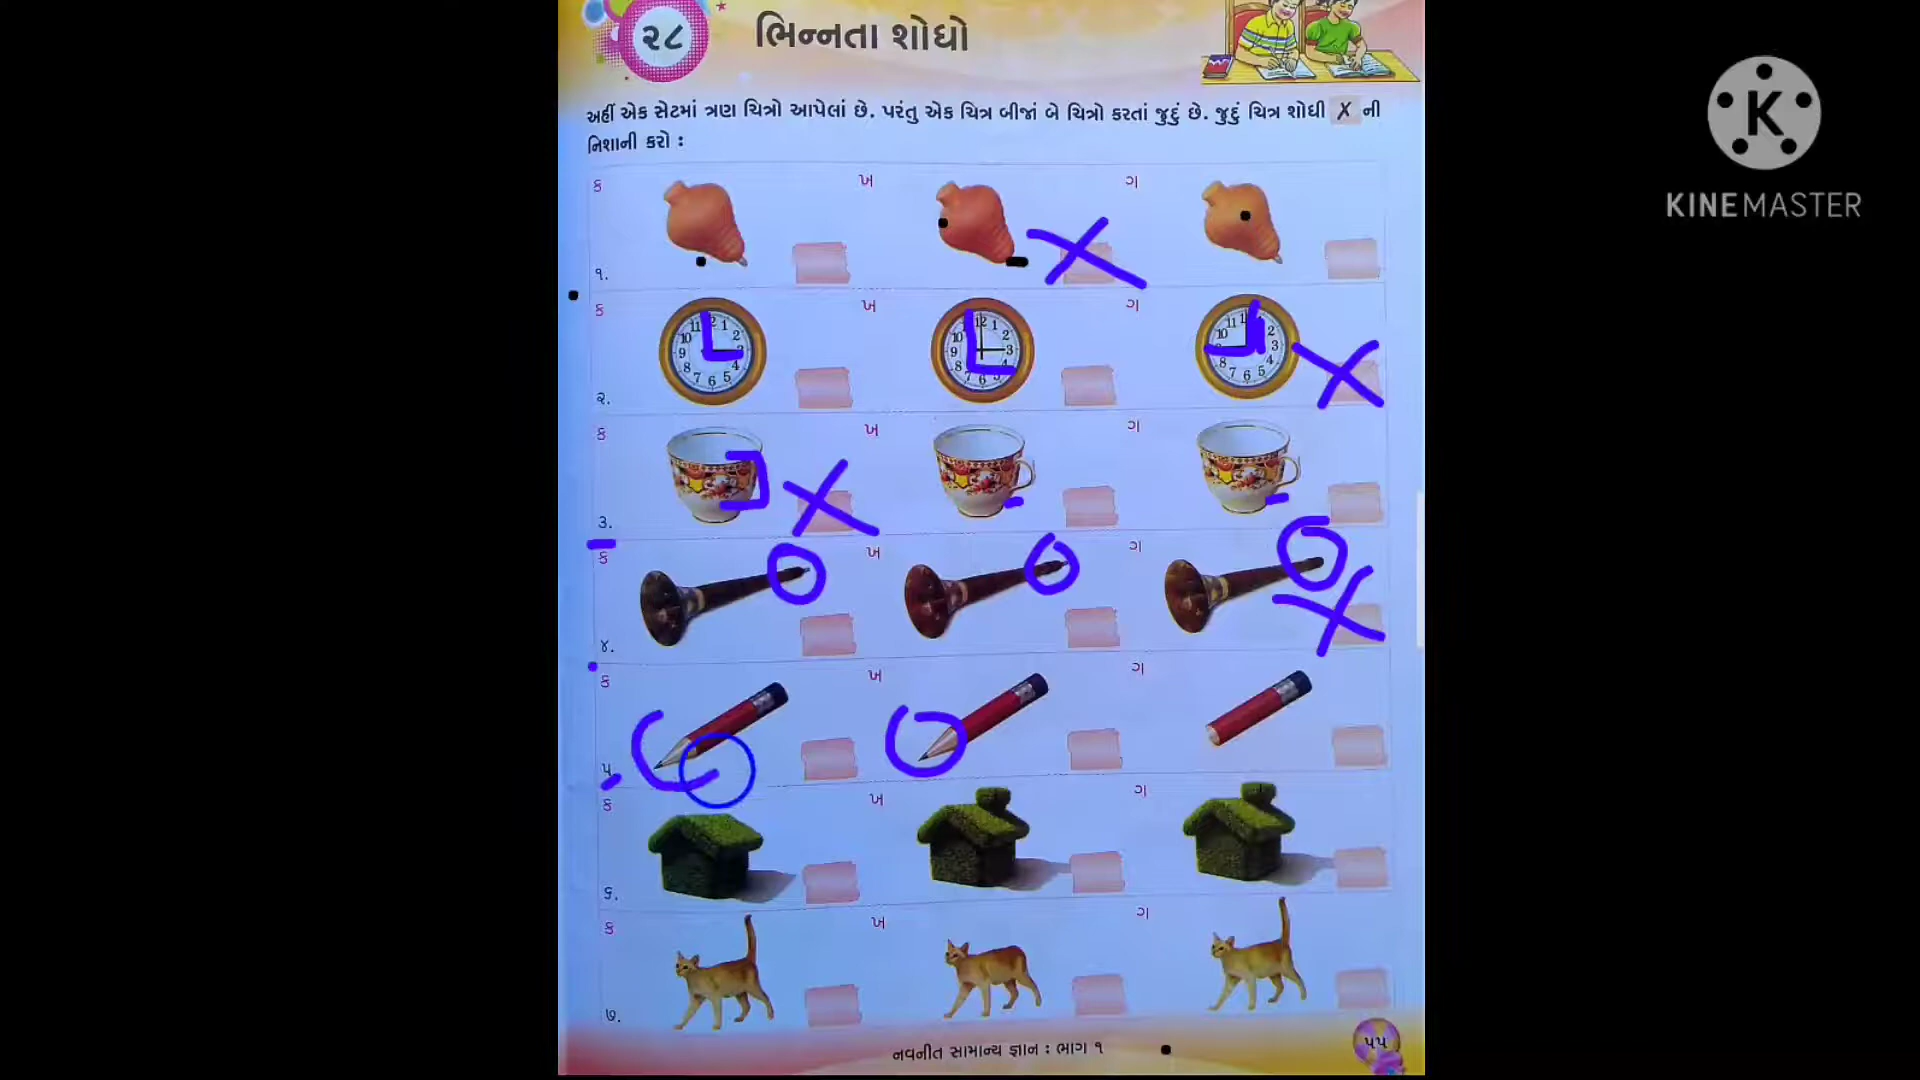 ૨૮
ભિન્નતા શોધો
અહીં એક સેટમાં ત્રણ ચિત્રો આપેલાં છે. પરંતુ એક ચિત્ર બીજાં બે ચિત્રો કરતાં જુદું છે. જુદું ચિત્ર શોધી X ની
નિશાની કરો :
K
KINEMASTER
ક ખ ગ
૧.
ક ખ ગ
૨.
ક ખ ગ
૩.
ક ખ ગ
૪.
ક ખ ગ
૫.
ક ખ ગ
૬.
ક ખ ગ
૭.
નવનીત સામાન્ય જ્ઞાન : ભાગ ૧
૫૫